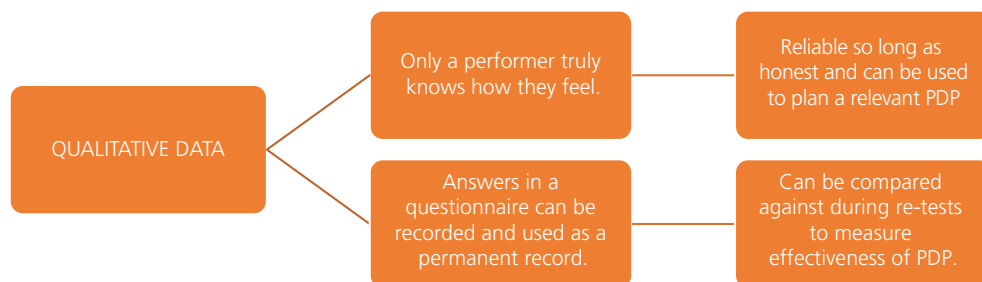 QUALITATIVE DATA
Only a performer truly
knows how they feel.
Reliable so long as
honest and can be used
to plan a relevant PDP
Answers in a
questionnaire can be
recorded and used as a
permanent record.
Can be compared
against during re-tests
to measure
effectiveness of PDP.